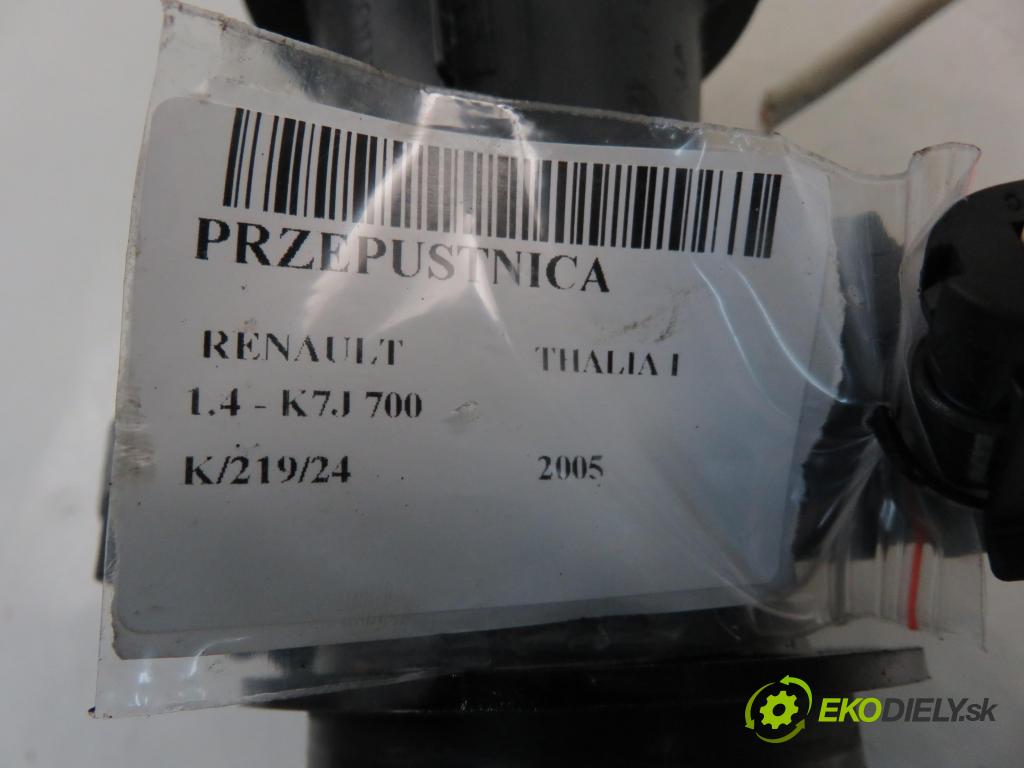 PRZEPUSTNICA
RENAULT THALIA I
1.4 - K7J 700
K/219/24 2005
EKODIELY.sk